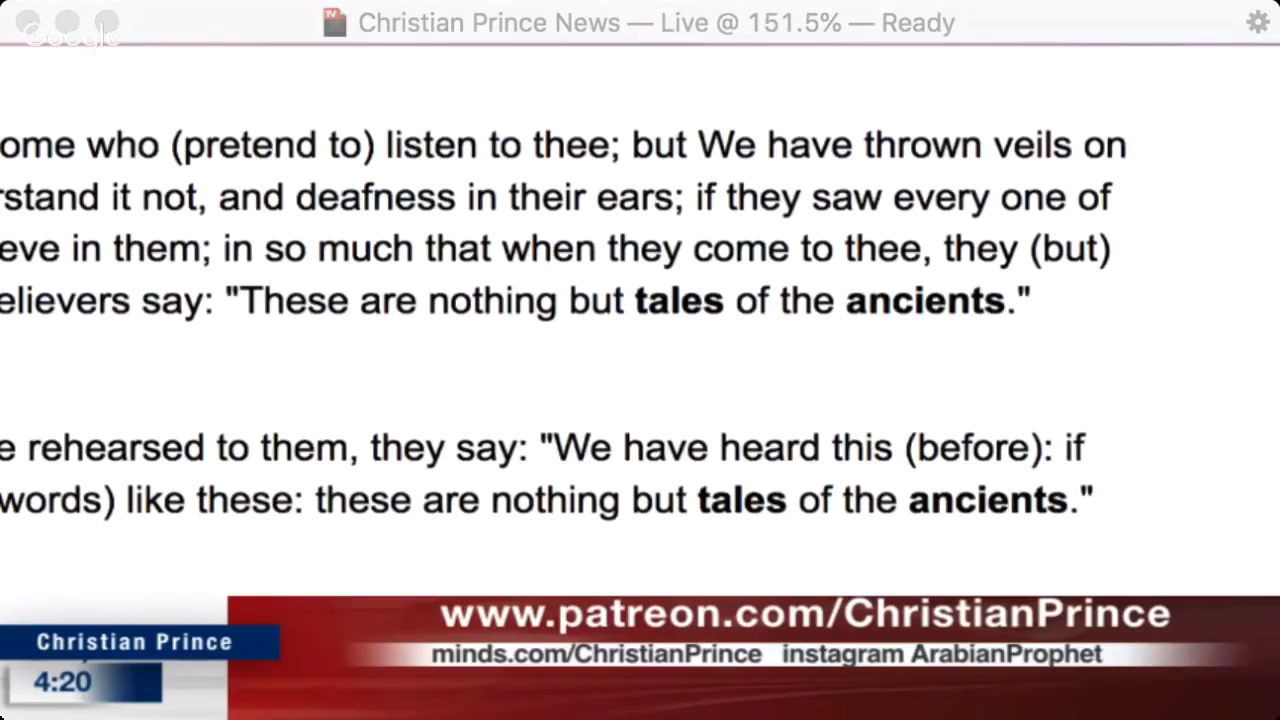 Christian Prince News — Live @ 151.5% — Ready
Google
ome who (pretend to) listen to thee; but We have thrown veils on
rstand it not, and deafness in their ears; if they saw every one of
eve in them; in so much that when they come to thee, they (but)
elievers say: "These are nothing but tales of the ancients."
e rehearsed to them, they say: "We have heard this (before): if
words) like these: these are nothing but tales of the ancients."
www.patreon.com/ChristianPrince
Christian Prince
minds.com/ChristianPrince instagram ArabianProphet
4:20